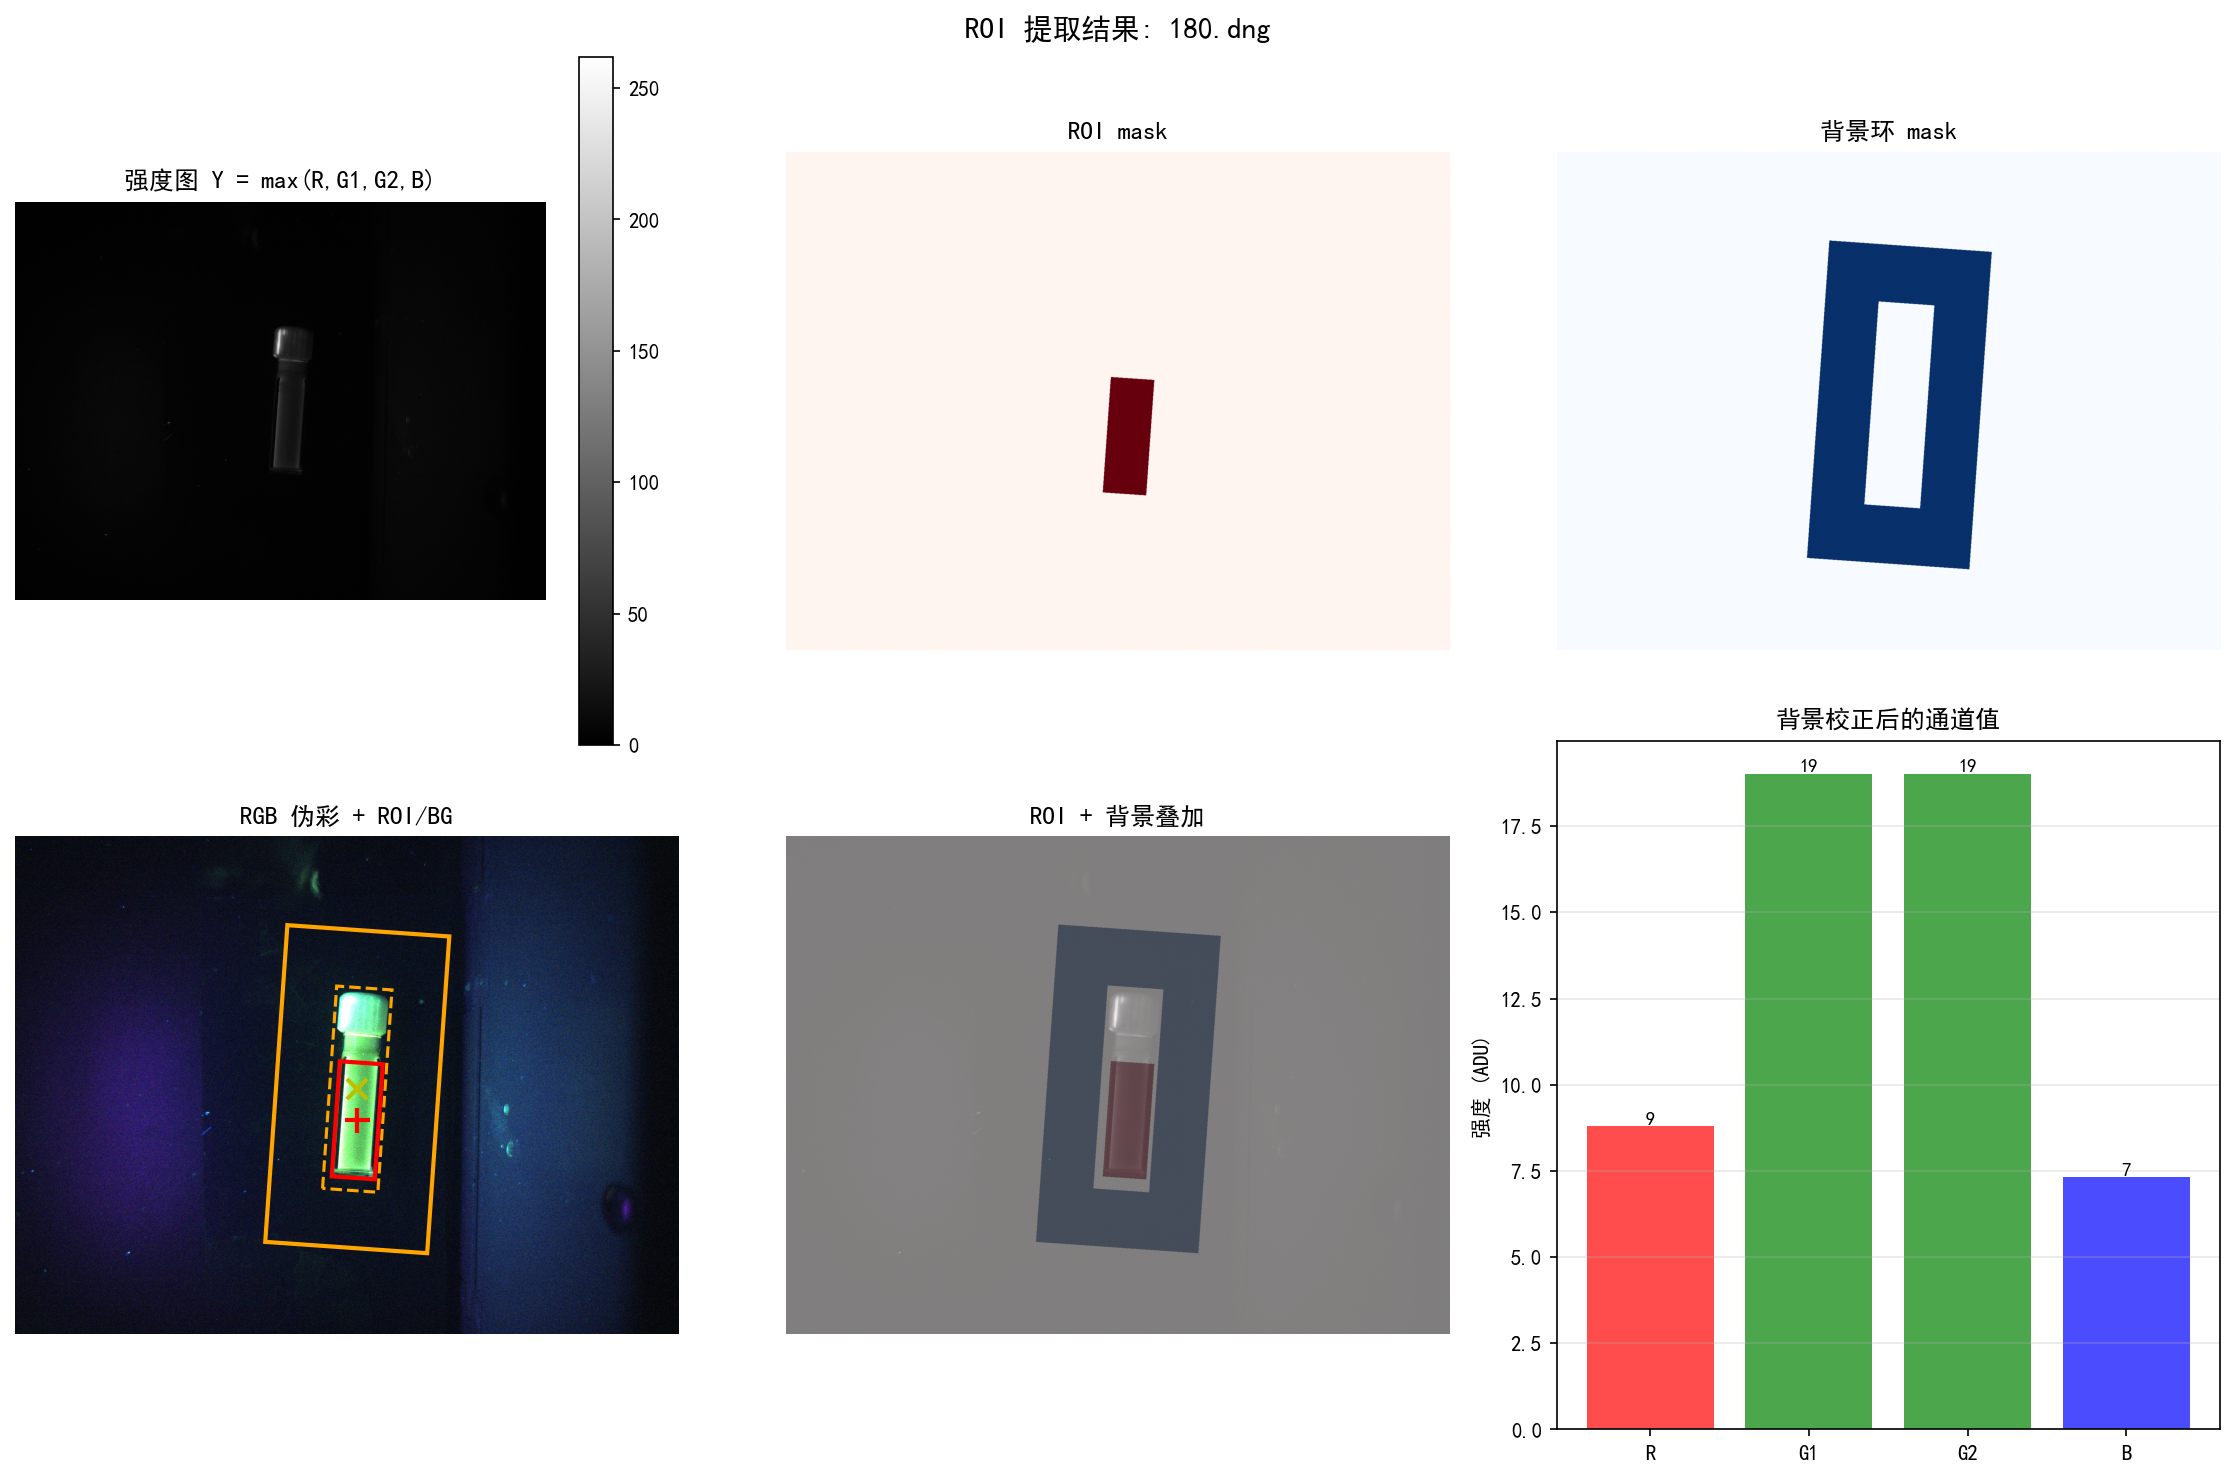 ROI 提取结果: 180.dng
强度图 Y = max(R,G1,G2,B)
250
200
150
100
50
0
ROI mask
背景环 mask
RGB 伪彩 + ROI/BG
ROI + 背景叠加
背景校正后的通道值
强度 (ADU)
17.5
15.0
12.5
10.0
7.5
5.0
2.5
0.0
9
19
19
7
R
G1
G2
B